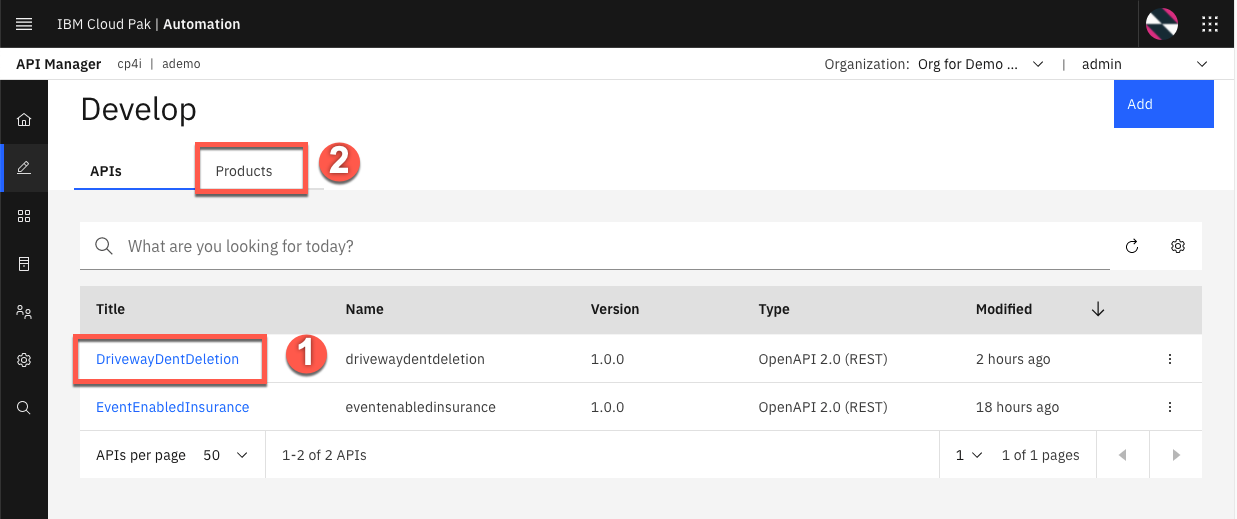 IBM Cloud Pak | Automation
API Manager cp4i | ademo Organization: Org for Demo ... | admin
Develop
Add
APIs Products 2
What are you looking for today?
Title Name Version Type Modified
DrivewayDentDeletion 1 drivewaydentdeletion 1.0.0 OpenAPI 2.0 (REST) 2 hours ago
EventEnabledInsurance eventenabledinsurance 1.0.0 OpenAPI 2.0 (REST) 18 hours ago
APIs per page 50 1-2 of 2 APIs 1 1 of 1 pages